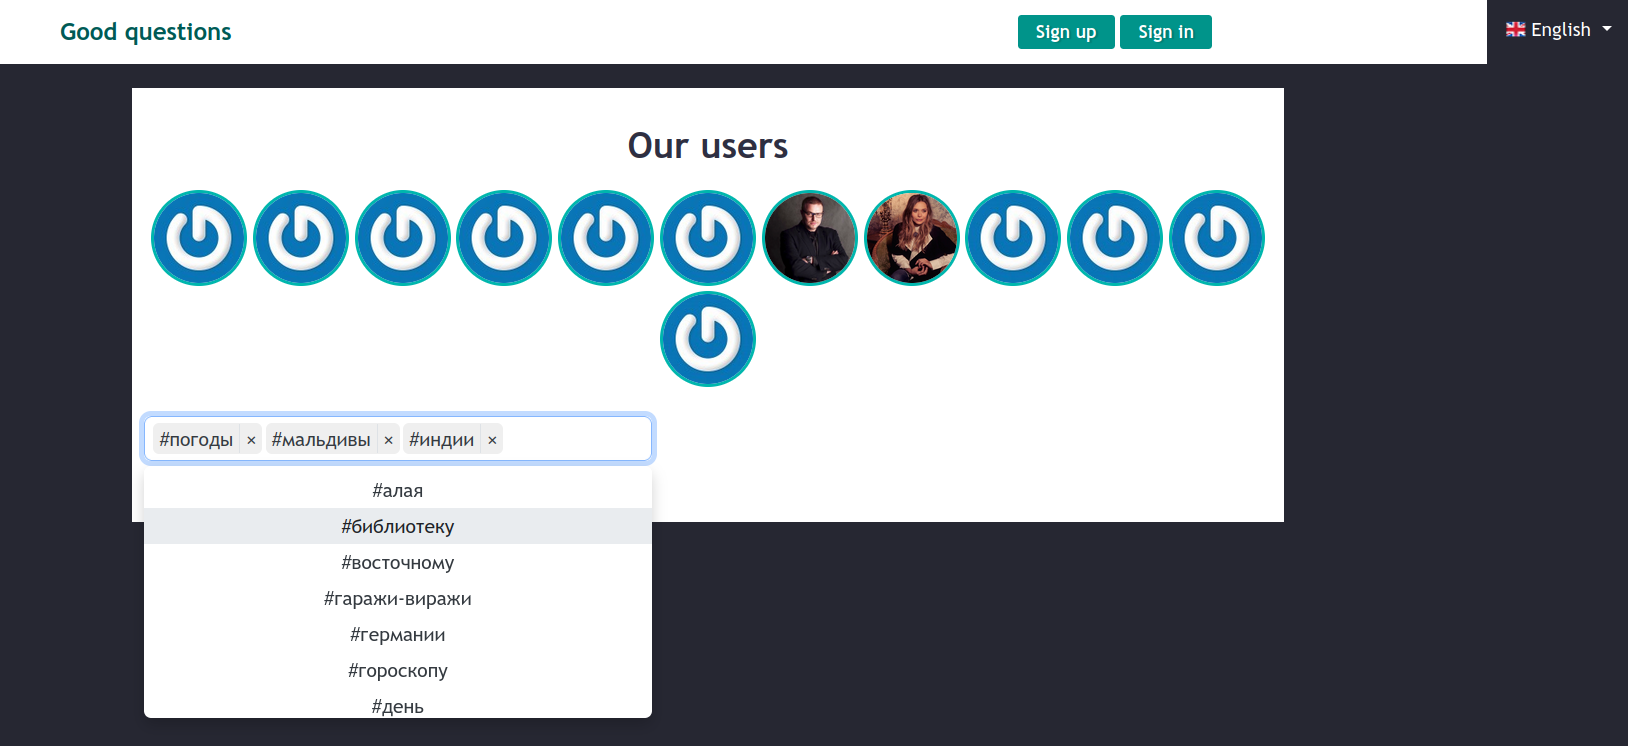 Good questions
Sign up
Sign in
English
Our users
#погоды ×
#мальдивы ×
#индии ×
#алая
#библиотеку
#восточному
#гаражи-виражи
#германии
#гороскопу
#день